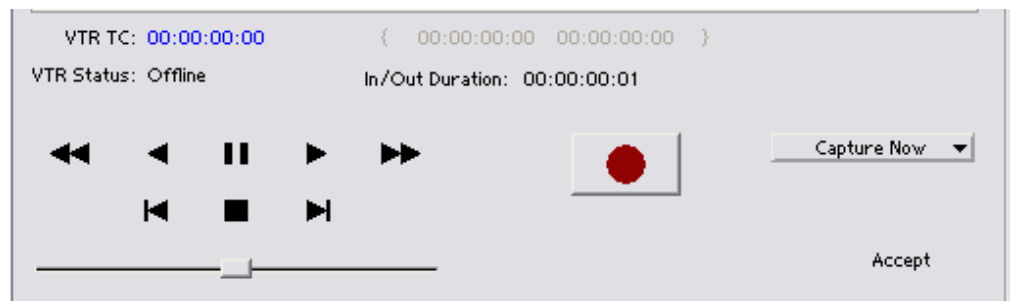 VTR TC: 00:00:00:00 { 00:00:00:00 00:00:00:00 }
VTR Status: Offline In/Out Duration: 00:00:00:01
Capture Now
Accept